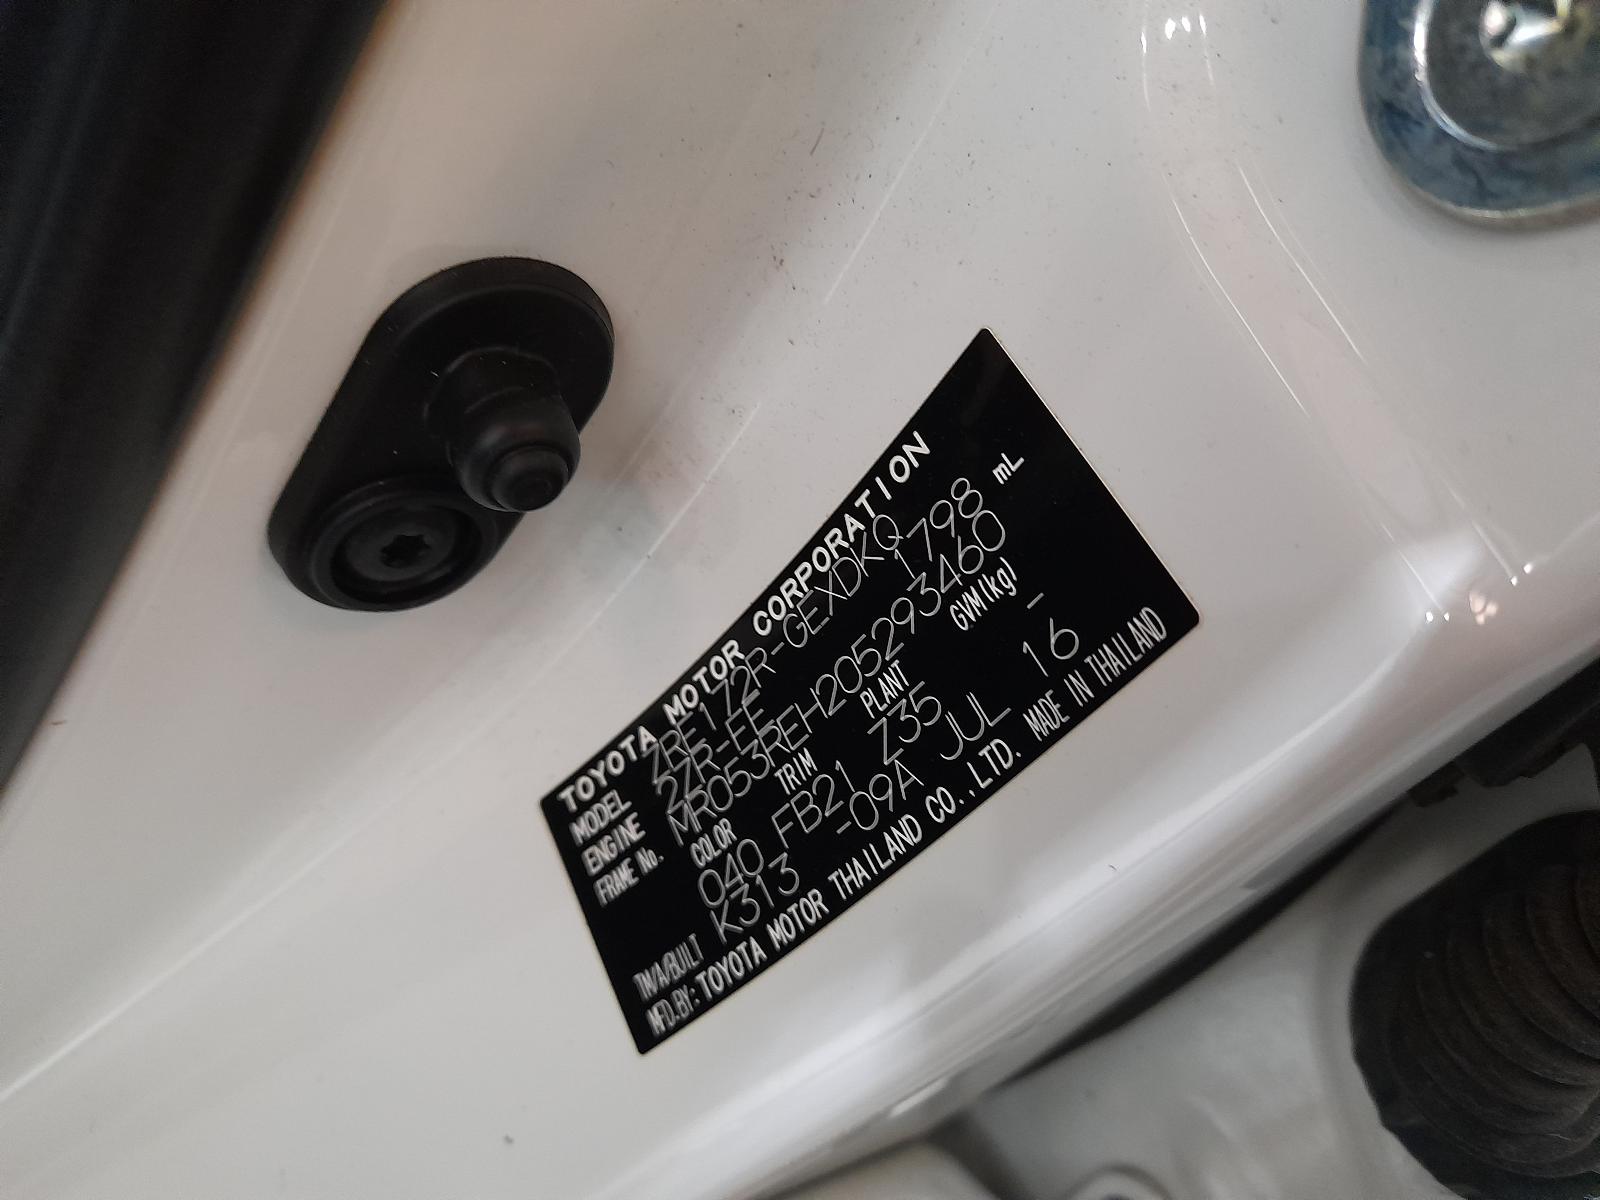 TOYOTA MOTOR CORPORATION
MODEL ZRE172R-GEXDKQ
ENGINE 2ZR-FE 1798 mL
FRAME No. MR053REH205293460
COLOR TRIM PLANT GVM(kg)
040 FB21 Z35 -
TM/A/BUILT K313 -09A JUL 16
MFD.BY: TOYOTA MOTOR THAILAND CO.,LTD. MADE IN THAILAND